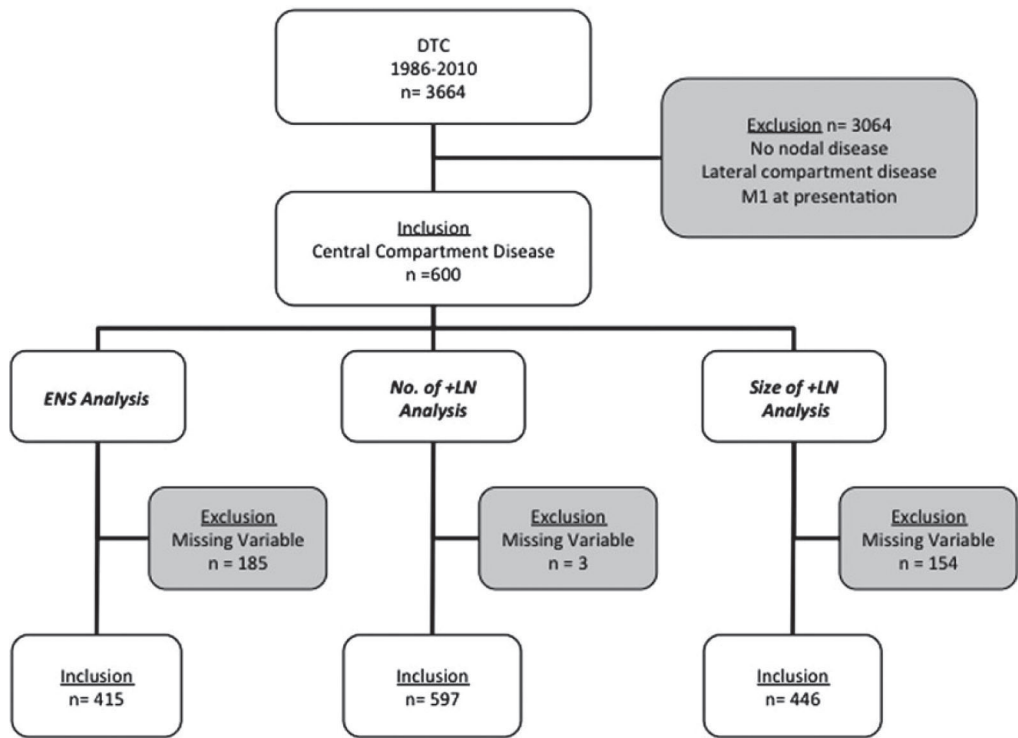 DTC
1986-2010
n= 3664
Exclusion n= 3064
No nodal disease
Lateral compartment disease
M1 at presentation
Inclusion
Central Compartment Disease
n =600
ENS Analysis
No. of +LN
Analysis
Size of +LN
Analysis
Exclusion
Missing Variable
n = 185
Exclusion
Missing Variable
n = 3
Exclusion
Missing Variable
n = 154
Inclusion
n= 415
Inclusion
n= 597
Inclusion
n= 446